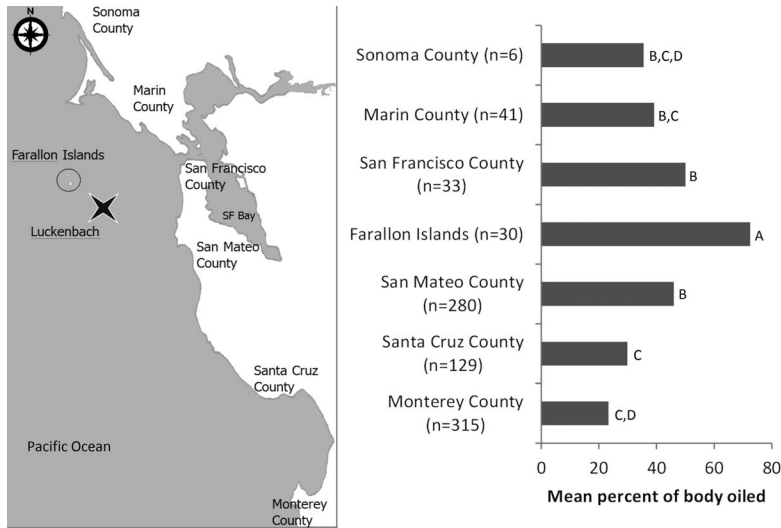 Sonoma
County
N
Marin
County
Farallon Islands
San Francisco
County
SF Bay
Luckenbach
San Mateo
County
Santa Cruz
County
Pacific Ocean
Monterey
County
Sonoma County (n=6)
B,C,D
Marin County (n=41)
B,C
San Francisco County
(n=33)
B
Farallon Islands (n=30)
A
San Mateo County
(n=280)
B
Santa Cruz County
(n=129)
C
Monterey County
(n=315)
C,D
0 20 40 60 80
Mean percent of body oiled